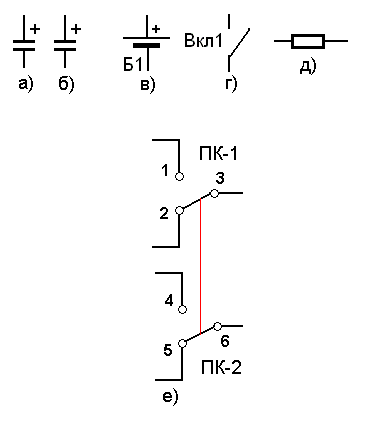 + + +
Б1 Вкл1
а) б) в) г) д)
ПК-1
1 3
2
4
5 6
ПК-2
е)